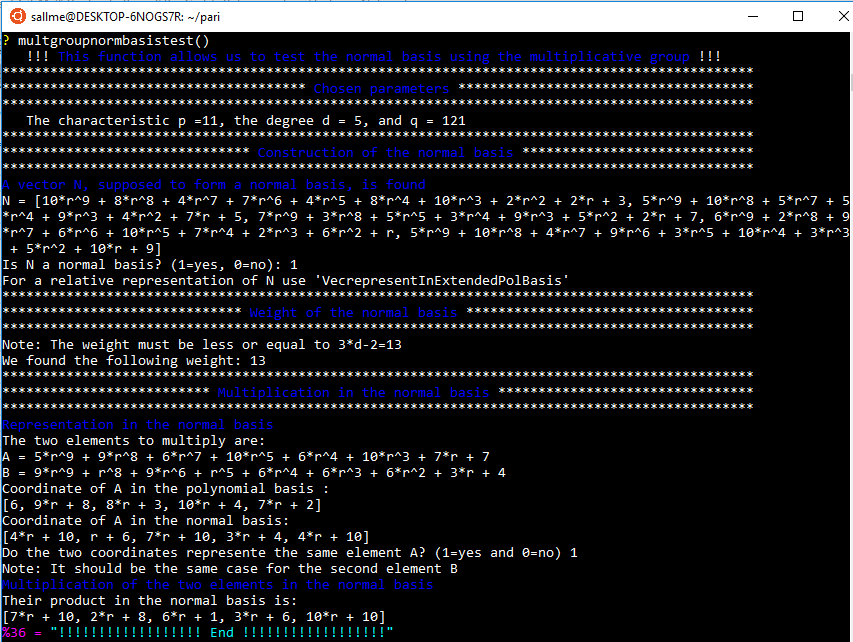 sallme@DESKTOP-6NOGS7R: ~/pari
? multgroupnormbasistest()
!!! This function allows us to test the normal basis using the multiplicative group !!!
**********************************************************************************************
************************************** Chosen parameters *************************************
**********************************************************************************************
The characteristic p =11, the degree d = 5, and q = 121
**********************************************************************************************
******************************* Construction of the normal basis *****************************
**********************************************************************************************
A vector N, supposed to form a normal basis, is found
N = [10*r^9 + 8*r^8 + 4*r^7 + 7*r^6 + 4*r^5 + 8*r^4 + 10*r^3 + 2*r^2 + 2*r + 3, 5*r^9 + 10*r^8 + 5*r^7 + 5
*r^4 + 9*r^3 + 4*r^2 + 7*r + 5, 7*r^9 + 3*r^8 + 5*r^5 + 3*r^4 + 9*r^3 + 5*r^2 + 2*r + 7, 6*r^9 + 2*r^8 + 9
*r^7 + 6*r^6 + 10*r^5 + 7*r^4 + 2*r^3 + 6*r^2 + r, 5*r^9 + 10*r^8 + 4*r^7 + 9*r^6 + 3*r^5 + 10*r^4 + 3*r^3
+ 5*r^2 + 10*r + 9]
Is N a normal basis? (1=yes, 0=no): 1
For a relative representation of N use 'VecrepresentInExtendedPolBasis'
**********************************************************************************************
****************************** Weight of the normal basis ************************************
**********************************************************************************************
Note: The weight must be less or equal to 3*d-2=13
We found the following weight: 13
**********************************************************************************************
************************** Multiplication in the normal basis ********************************
**********************************************************************************************
Representation in the normal basis
The two elements to multiply are:
A = 5*r^9 + 9*r^8 + 6*r^7 + 10*r^5 + 6*r^4 + 10*r^3 + 7*r + 7
B = 9*r^9 + r^8 + 9*r^6 + r^5 + 6*r^4 + 6*r^3 + 6*r^2 + 3*r + 4
Coordinate of A in the polynomial basis :
[6, 9*r + 8, 8*r + 3, 10*r + 4, 7*r + 2]
Coordinate of A in the normal basis:
[4*r + 10, r + 6, 7*r + 10, 3*r + 4, 4*r + 10]
Do the two coordinates represente the same element A? (1=yes and 0=no) 1
Note: It should be the same case for the second element B
Multiplication of the two elements in the normal basis
Their product in the normal basis is:
[7*r + 10, 2*r + 8, 6*r + 1, 3*r + 6, 10*r + 10]
%36 = "!!!!!!!!!!!!!!!!!! End !!!!!!!!!!!!!!!!!!"